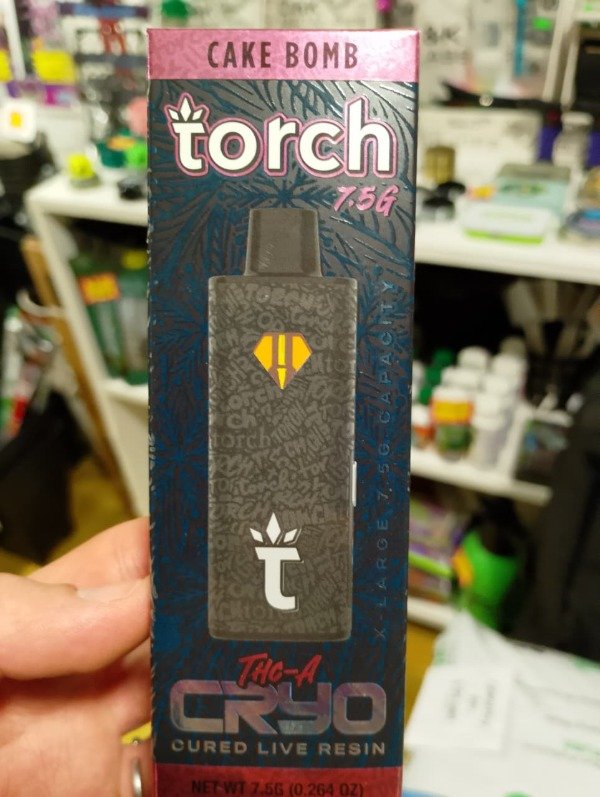 CAKE BOMB
torch
7.5G
X-LARGE 7.5G CAPACITY
torch
t
THC-A
CRYO
CURED LIVE RESIN
NET WT 7.5G (0.264 OZ)